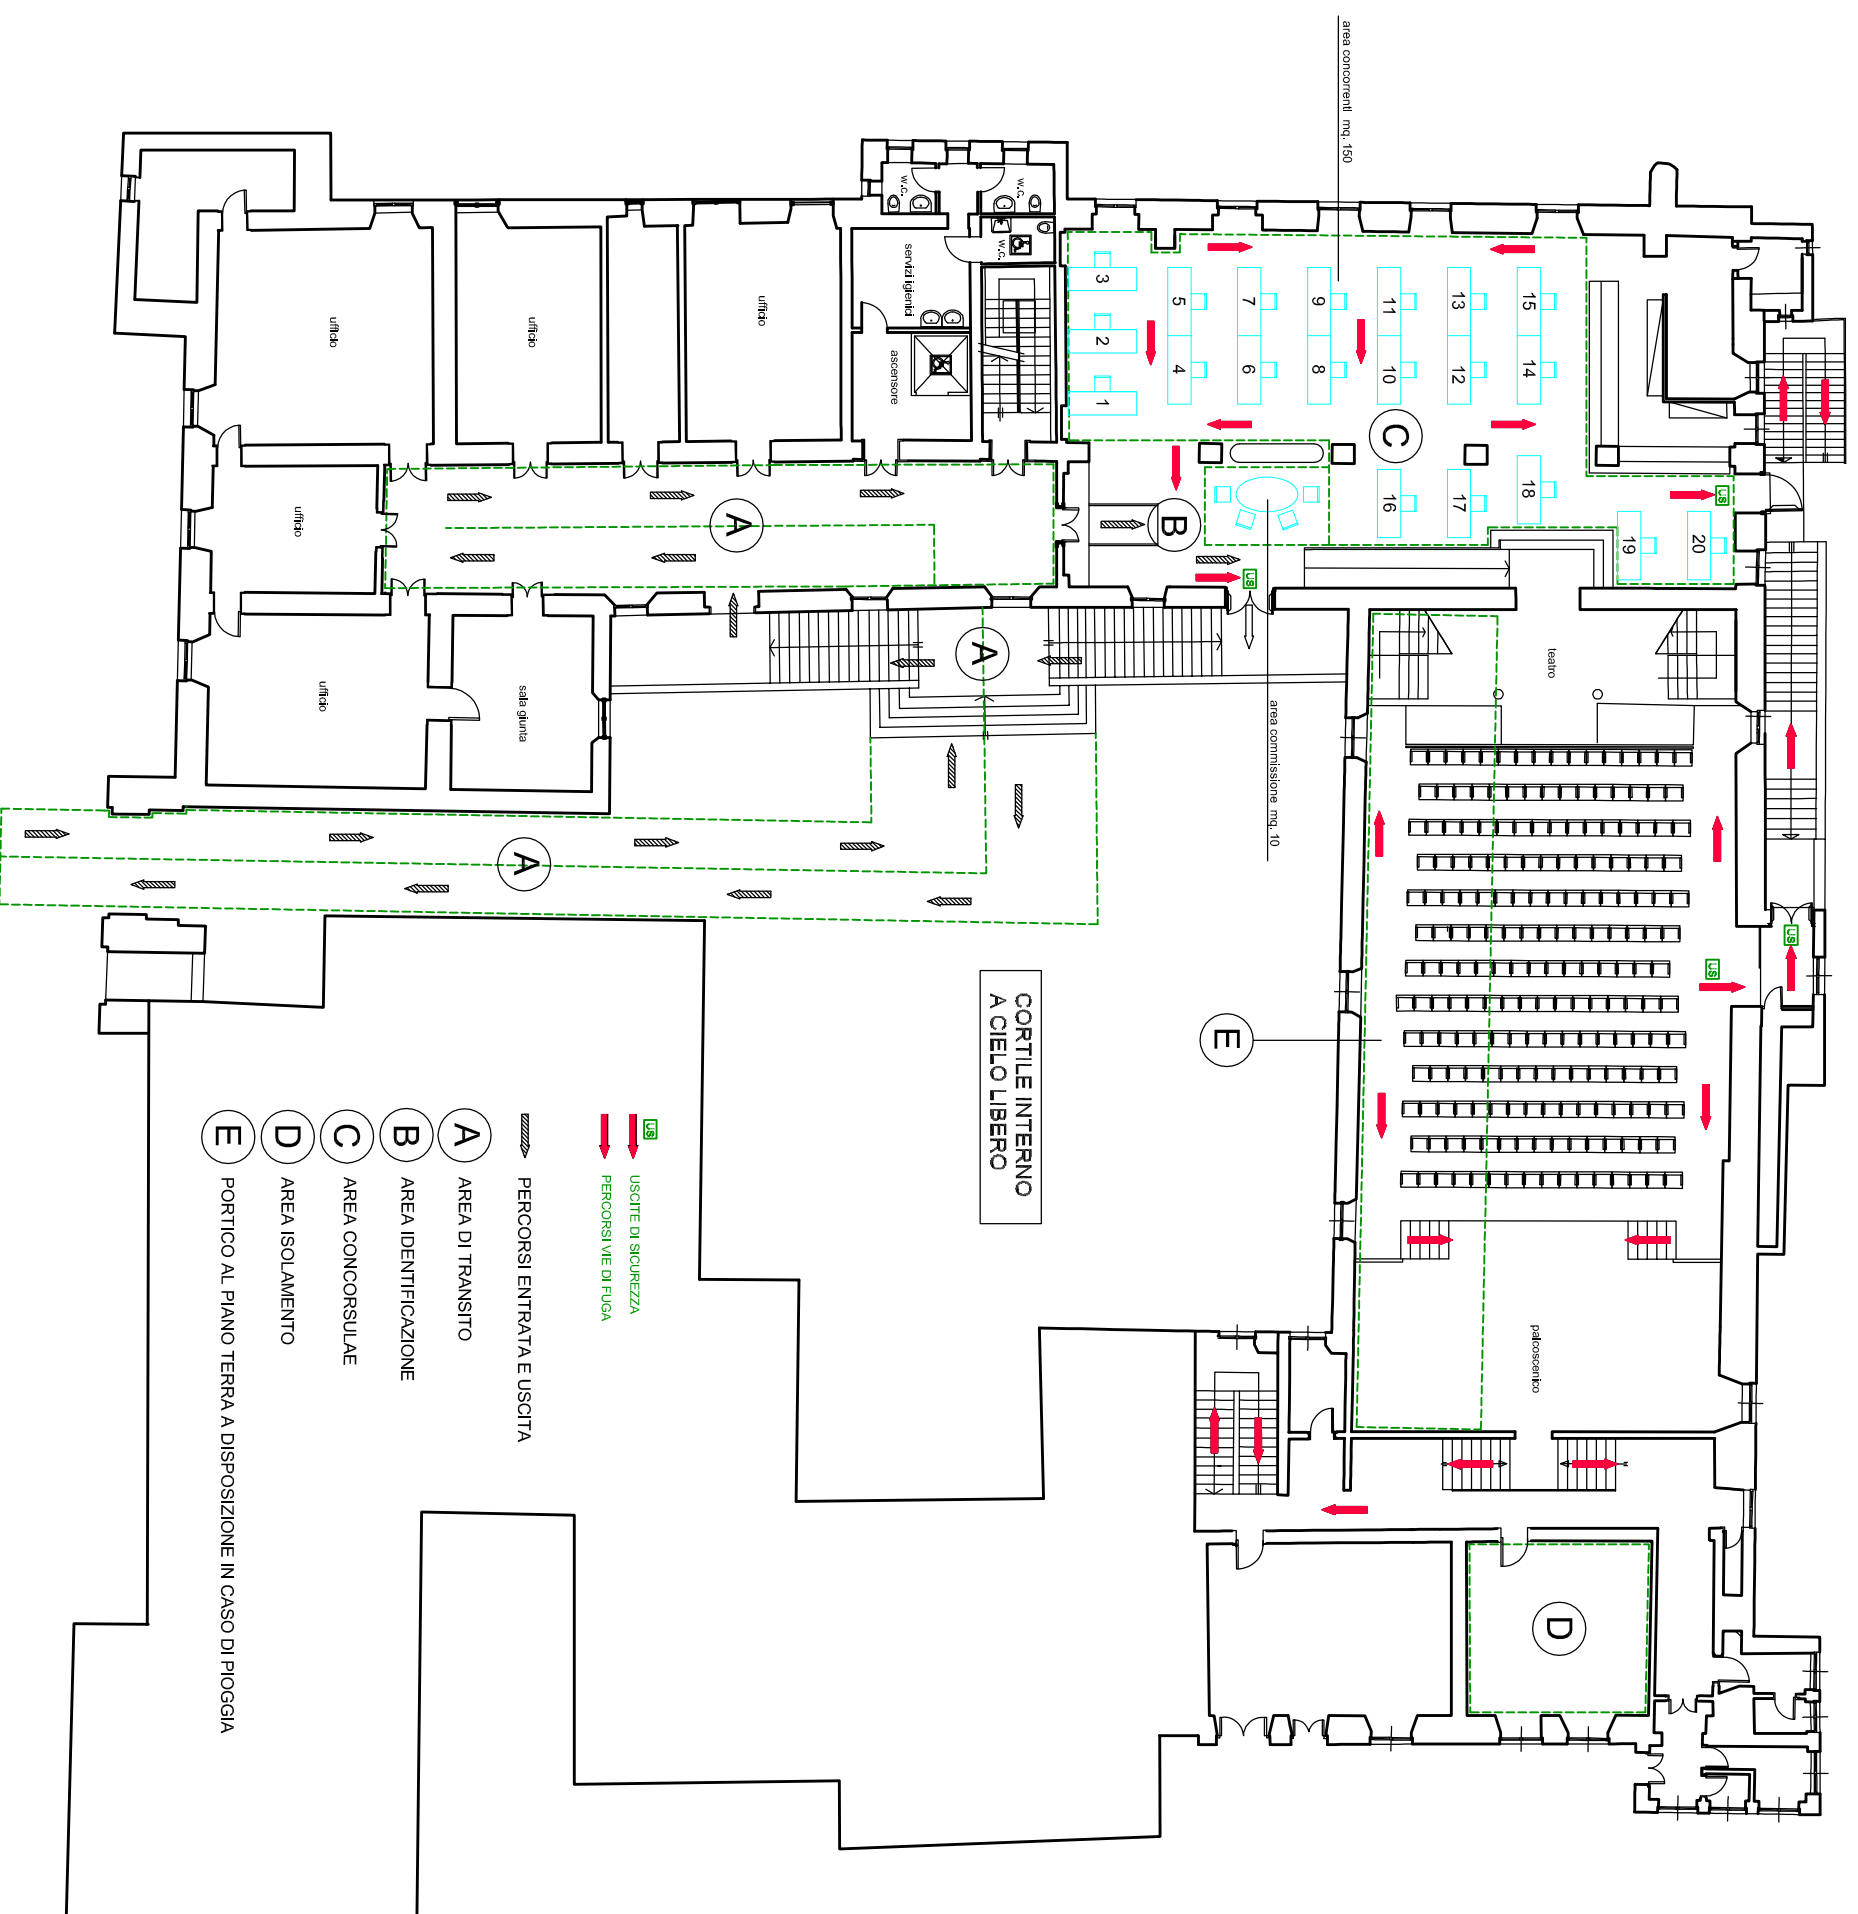 area concorrenti mq. 150
w.c.
w.c.
w.c.
servizi igienici
ascensore
ufficio
ufficio
ufficio
ufficio
ufficio
sala giunta
3
2
1
5
4
7
6
9
8
11
10
13
12
15
14
16
17
18
19
20
C
B
A
A
A
US
US
US
US
teatro
area commissione mq. 10
E
palcoscenico
D
CORTILE INTERNO
A CIELO LIBERO
US USCITE DI SICUREZZA
PERCORSI VIE DI FUGA
PERCORSI ENTRATA E USCITA
A AREA DI TRANSITO
B AREA IDENTIFICAZIONE
C AREA CONCORSULAE
D AREA ISOLAMENTO
E PORTICO AL PIANO TERRA A DISPOSIZIONE IN CASO DI PIOGGIA